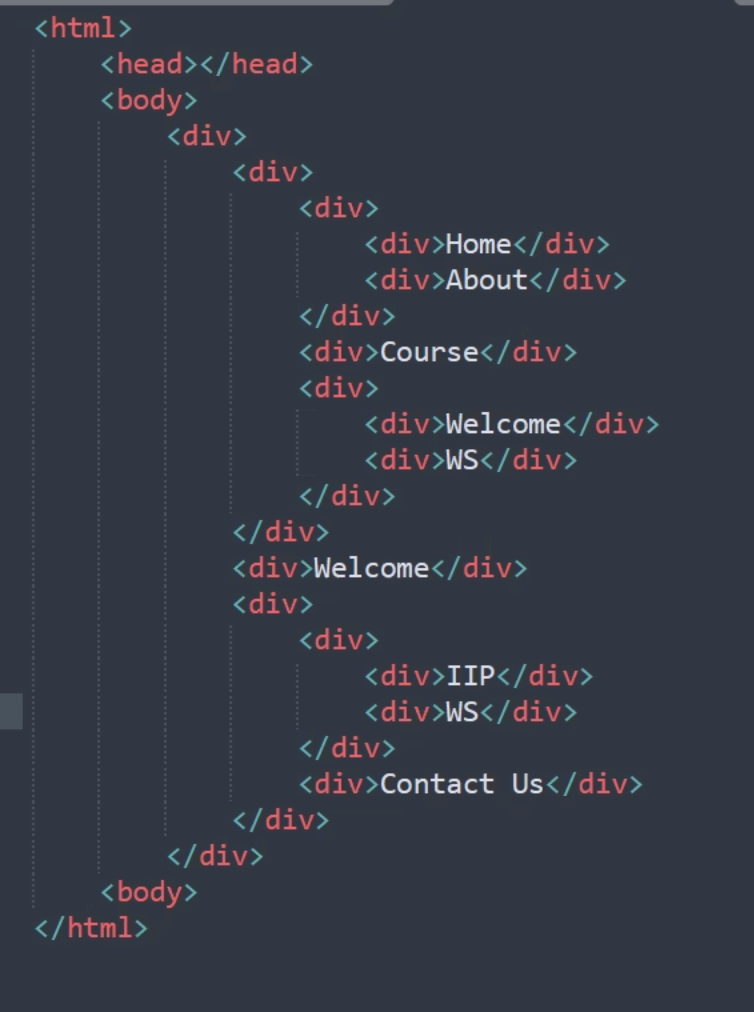 <html>
<head></head>
<body>
<div>
<div>
<div>
<div>Home</div>
<div>About</div>
</div>
<div>Course</div>
<div>
<div>Welcome</div>
<div>WS</div>
</div>
</div>
<div>Welcome</div>
<div>
<div>
<div>IIP</div>
<div>WS</div>
</div>
<div>Contact Us</div>
</div>
</div>
<body>
</html>